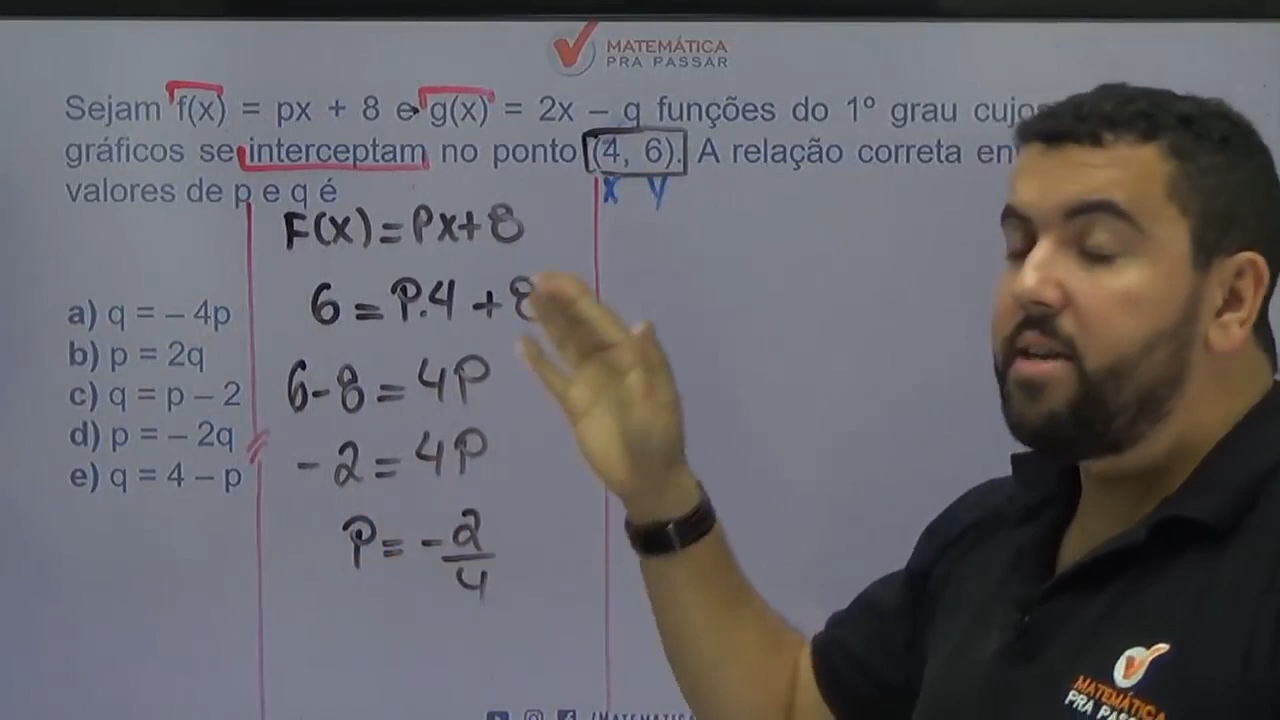 MATEMÁTICA
PRA PASSAR
Sejam f(x) = px + 8 e g(x) = 2x – q funções do 1º grau cujos
gráficos se interceptam no ponto (4, 6). A relação correta
valores de p e q é
x y
F(x) = Px + 8
6 = P.4 + 8
6 - 8 = 4P
- 2 = 4P
P = - 2/4
a) q = – 4p
b) p = 2q
c) q = p – 2
d) p = – 2q
e) q = 4 – p
MATEMÁTICA
PRA PASSAR